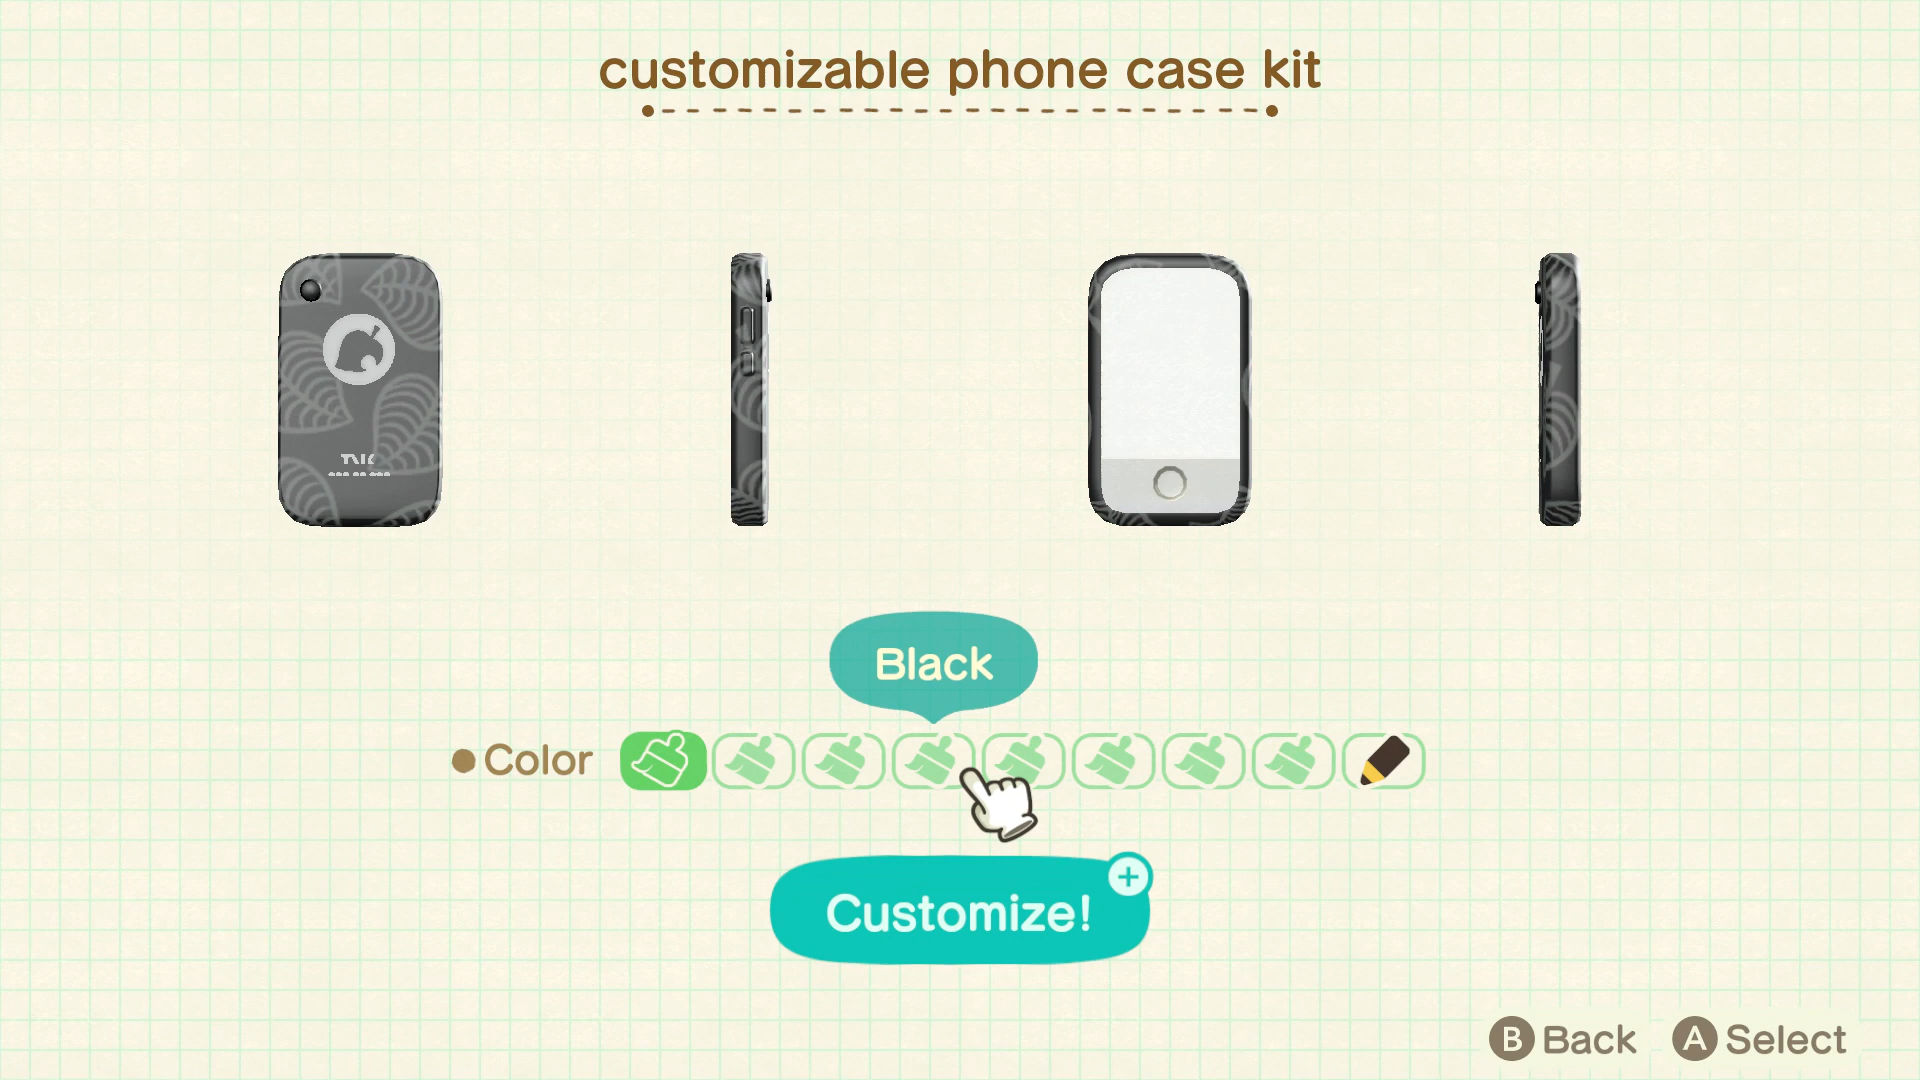 customizable phone case kit
Black
Color
Customize!
B Back A Select